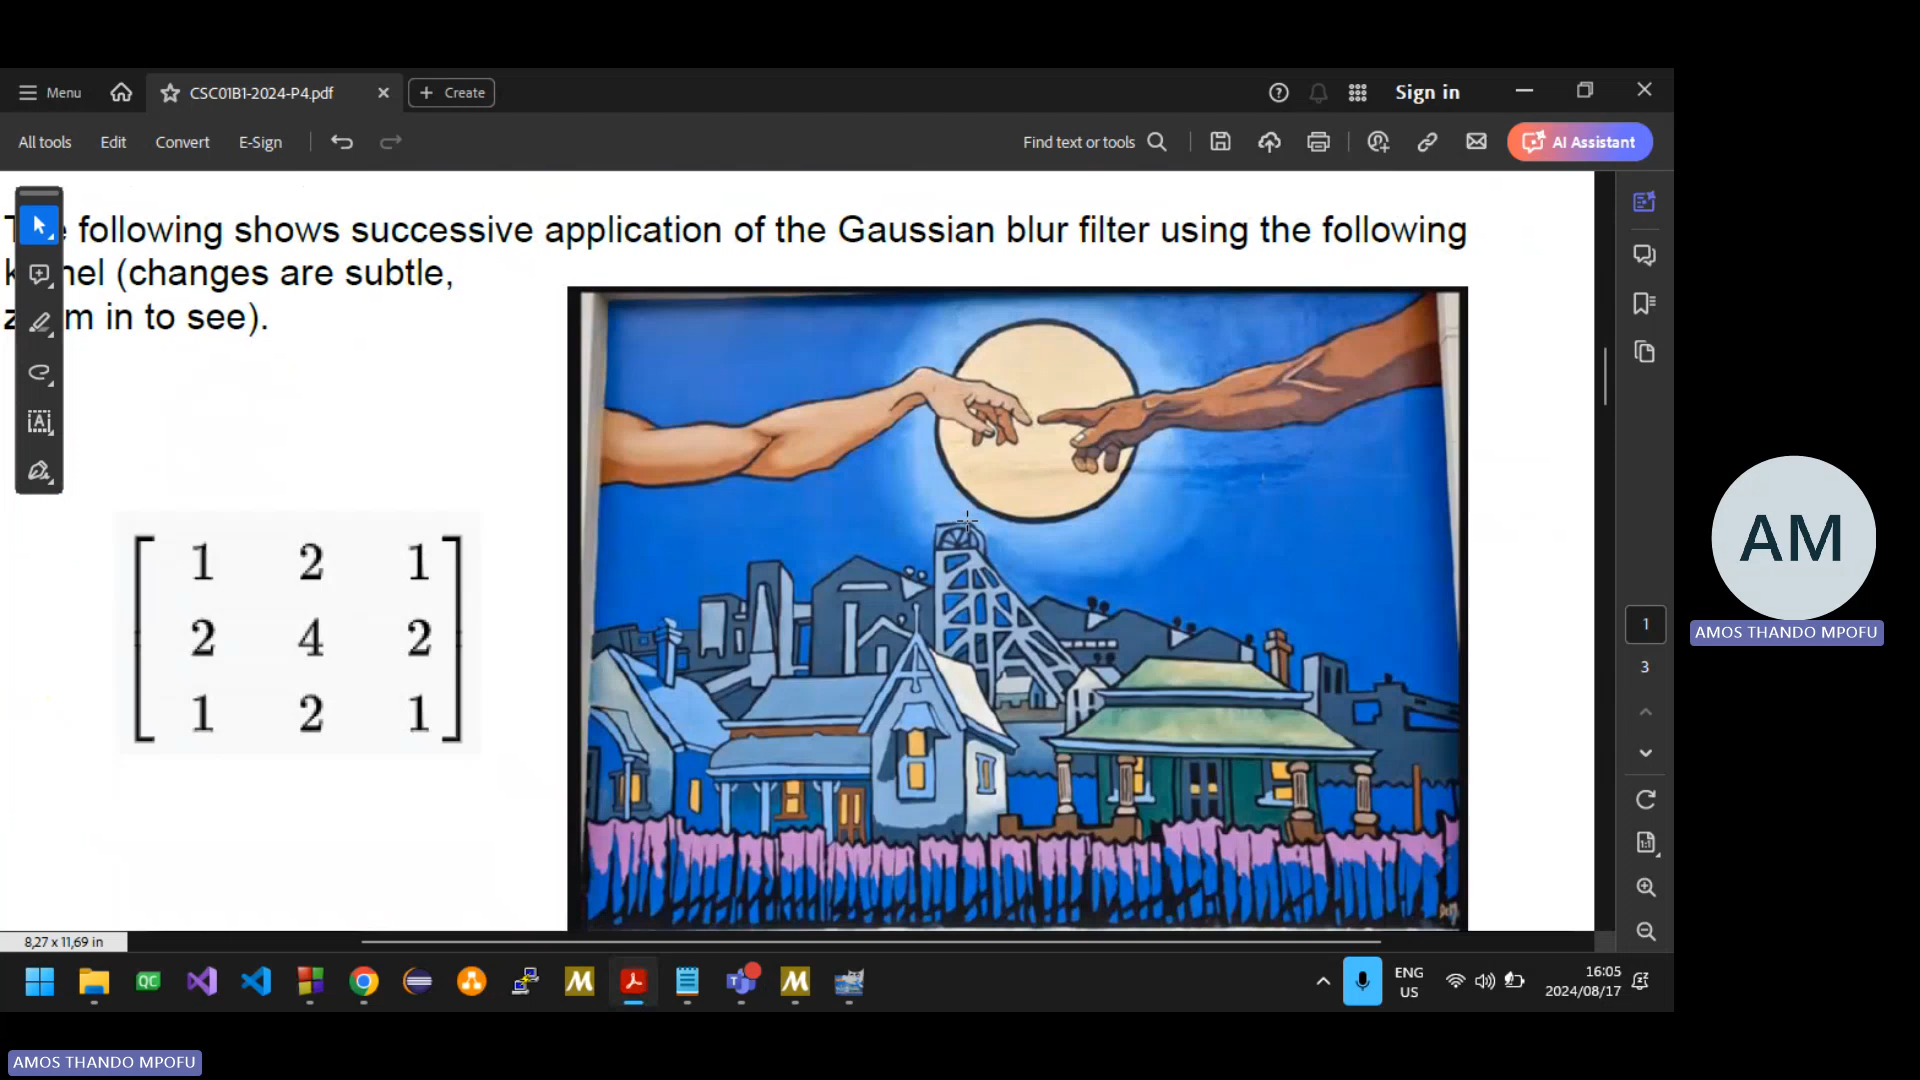 Menu
CSC01B1-2024-P4.pdf
Create
Sign in
All tools
Edit
Convert
E-Sign
Find text or tools
AI Assistant
following shows successive application of the Gaussian blur filter using the following
nel (changes are subtle,
m in to see).
1 2 1
2 4 2
1 2 1
1
3
AM
AMOS THANDO MPOFU
8,27 x 11,69 in
QC
ENG
US
16:05
2024/08/17
AMOS THANDO MPOFU